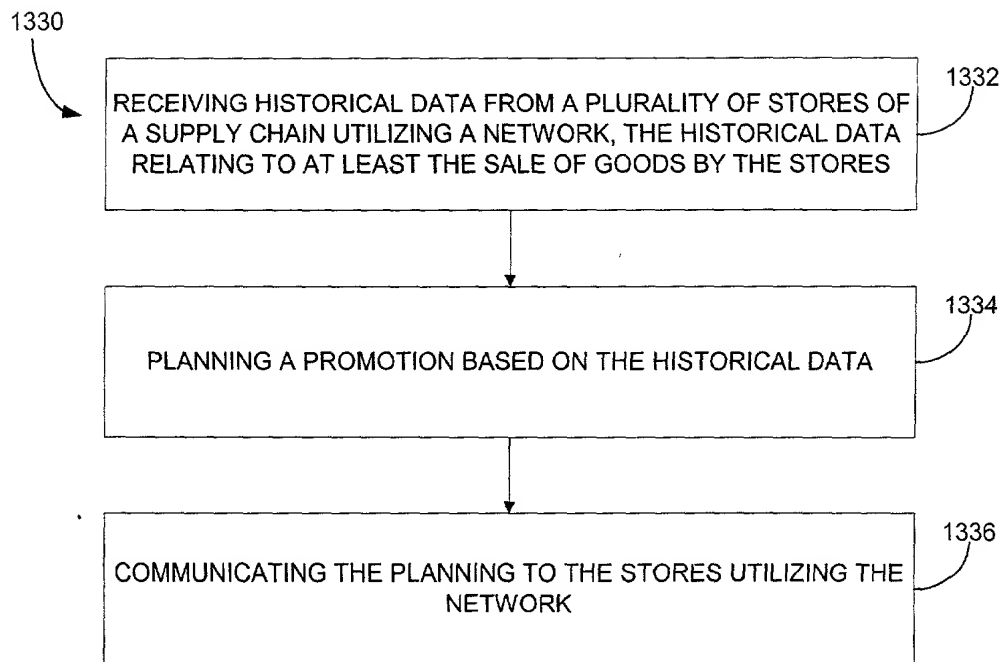 1330
1332
RECEIVING HISTORICAL DATA FROM A PLURALITY OF STORES OF
A SUPPLY CHAIN UTILIZING A NETWORK, THE HISTORICAL DATA
RELATING TO AT LEAST THE SALE OF GOODS BY THE STORES
1334
PLANNING A PROMOTION BASED ON THE HISTORICAL DATA
1336
COMMUNICATING THE PLANNING TO THE STORES UTILIZING THE
NETWORK